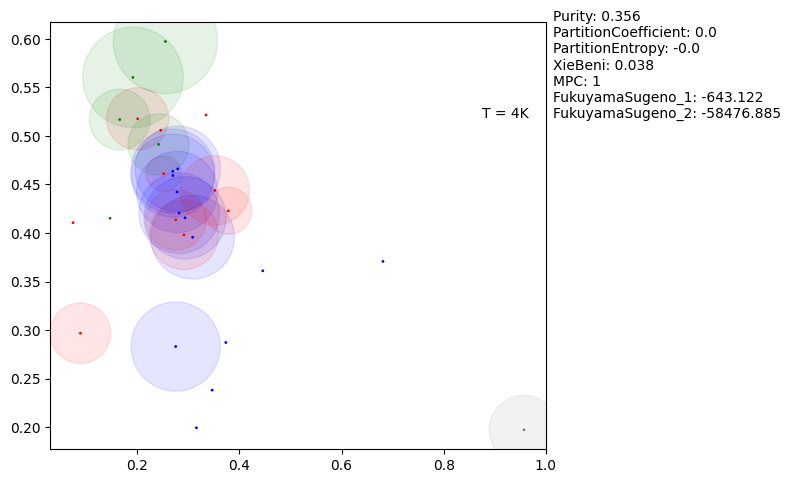 Purity: 0.356
PartitionCoefficient: 0.0
PartitionEntropy: -0.0
XieBeni: 0.038
MPC: 1
FukuyamaSugeno_1: -643.122
FukuyamaSugeno_2: -58476.885
T = 4K
0.60
0.55
0.50
0.45
0.40
0.35
0.30
0.25
0.20
0.2 0.4 0.6 0.8 1.0